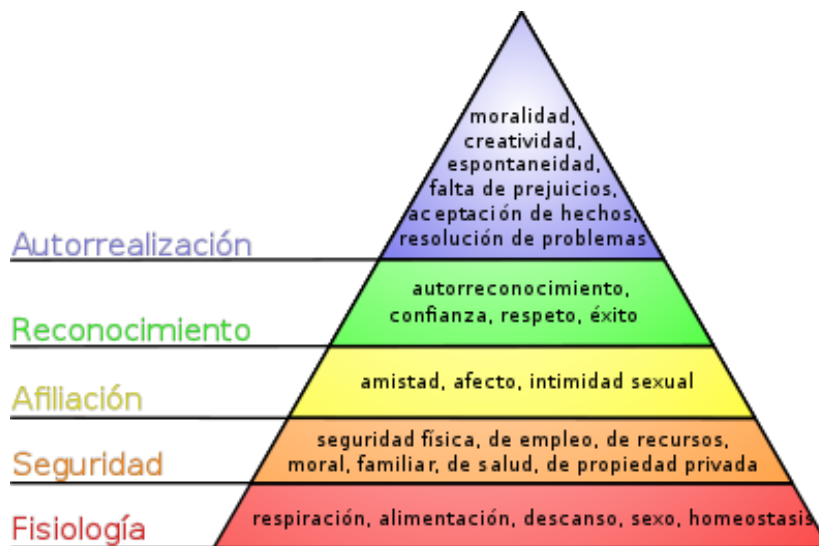 moralidad,
creatividad,
espontaneidad,
falta de prejuicios,
aceptación de hechos,
resolución de problemas
Autorrealización
autorreconocimiento,
confianza, respeto, éxito
Reconocimiento
amistad, afecto, intimidad sexual
Afiliación
seguridad física, de empleo, de recursos,
moral, familiar, de salud, de propiedad privada
Seguridad
respiración, alimentación, descanso, sexo, homeostasis
Fisiología